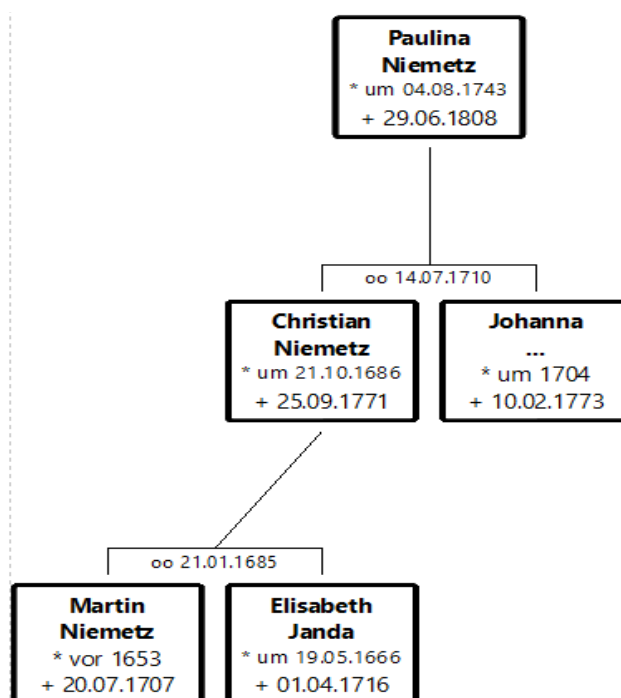 Paulina
Niemetz
* um 04.08.1743
+ 29.06.1808
oo 14.07.1710
Christian
Niemetz
* um 21.10.1686
+ 25.09.1771
Johanna
...
* um 1704
+ 10.02.1773
oo 21.01.1685
Martin
Niemetz
* vor 1653
+ 20.07.1707
Elisabeth
Janda
* um 19.05.1666
+ 01.04.1716